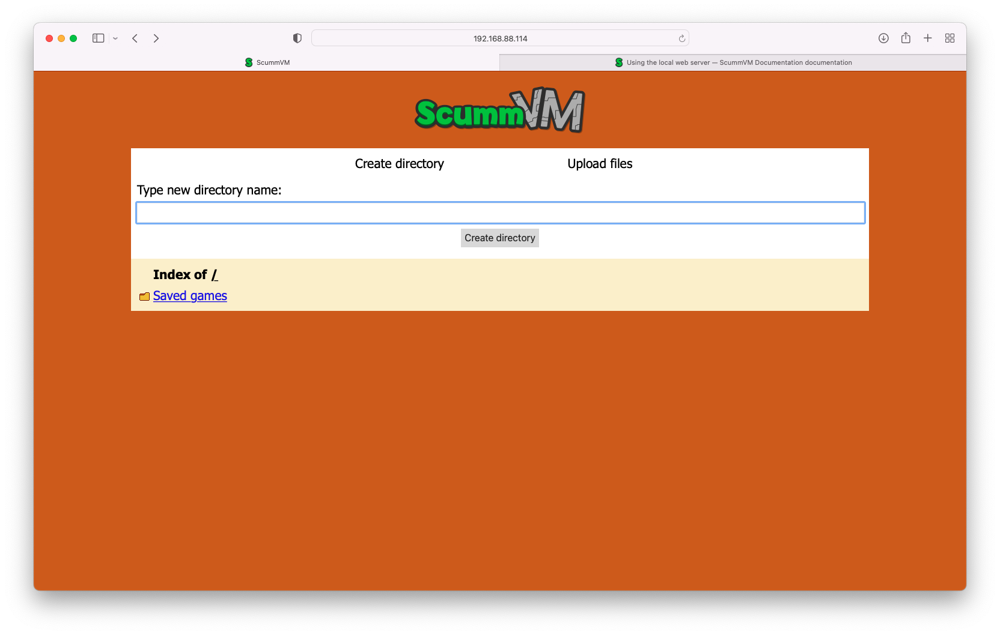 192.168.88.114
ScummVM
Using the local web server — ScummVM Documentation documentation
ScummVM
Create directory
Upload files
Type new directory name:
Create directory
Index of /
Saved games